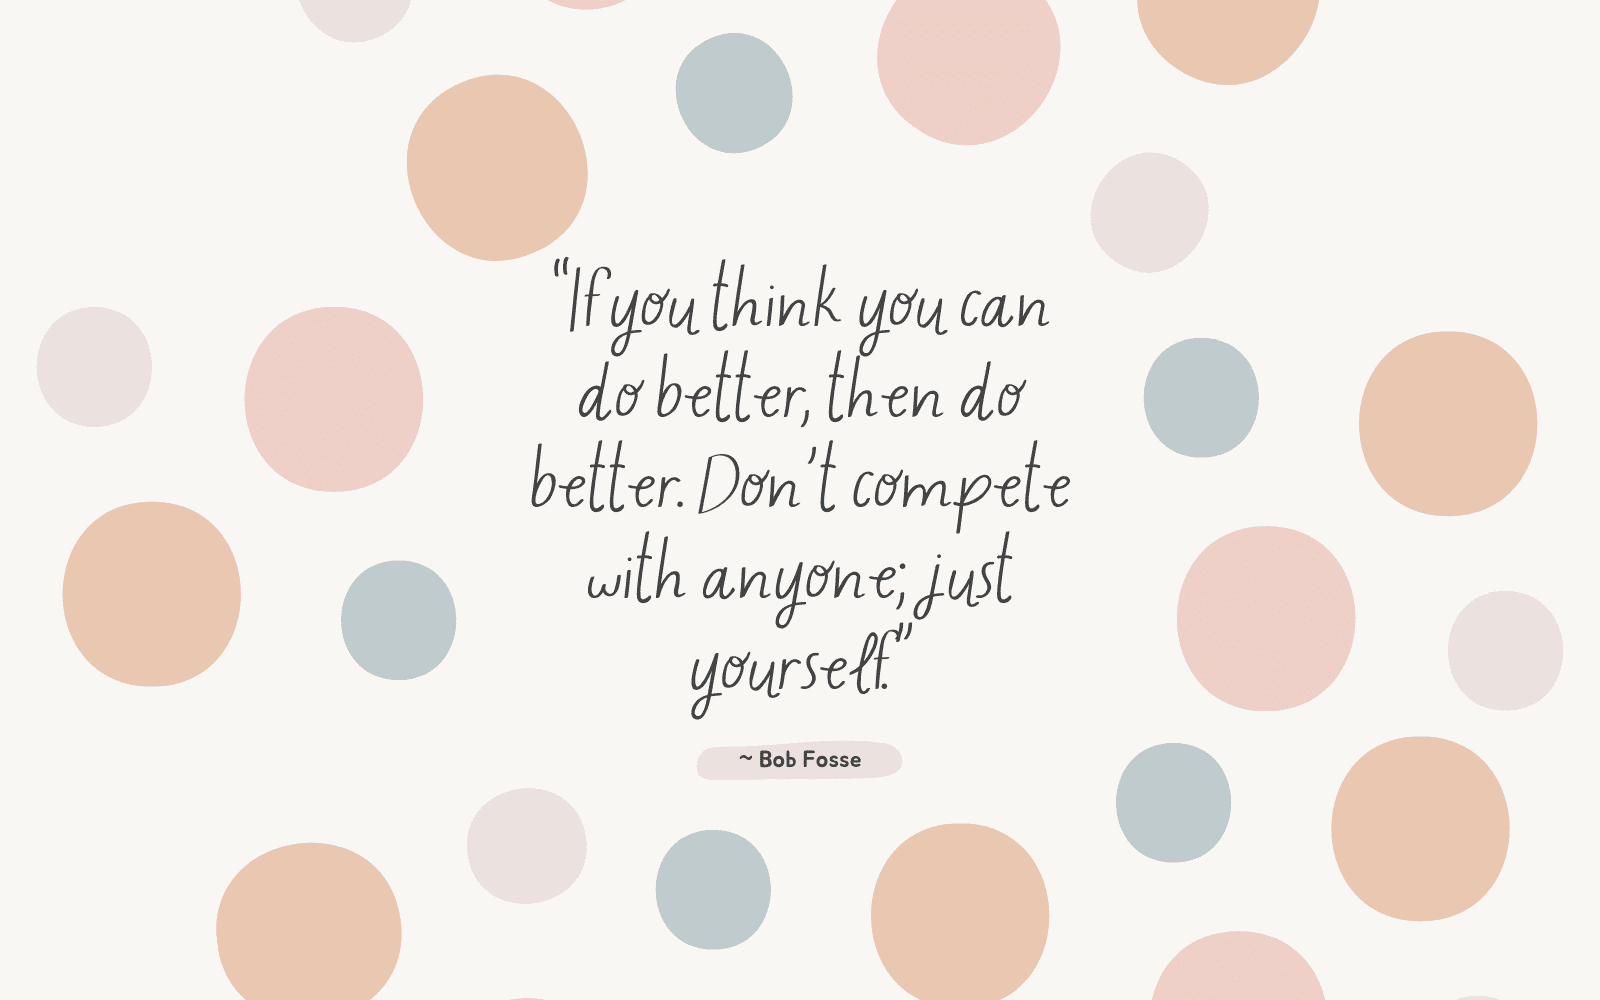 “If you think you can
do better, then do
better. Don’t compete
with anyone; just
yourself.”
~ Bob Fosse